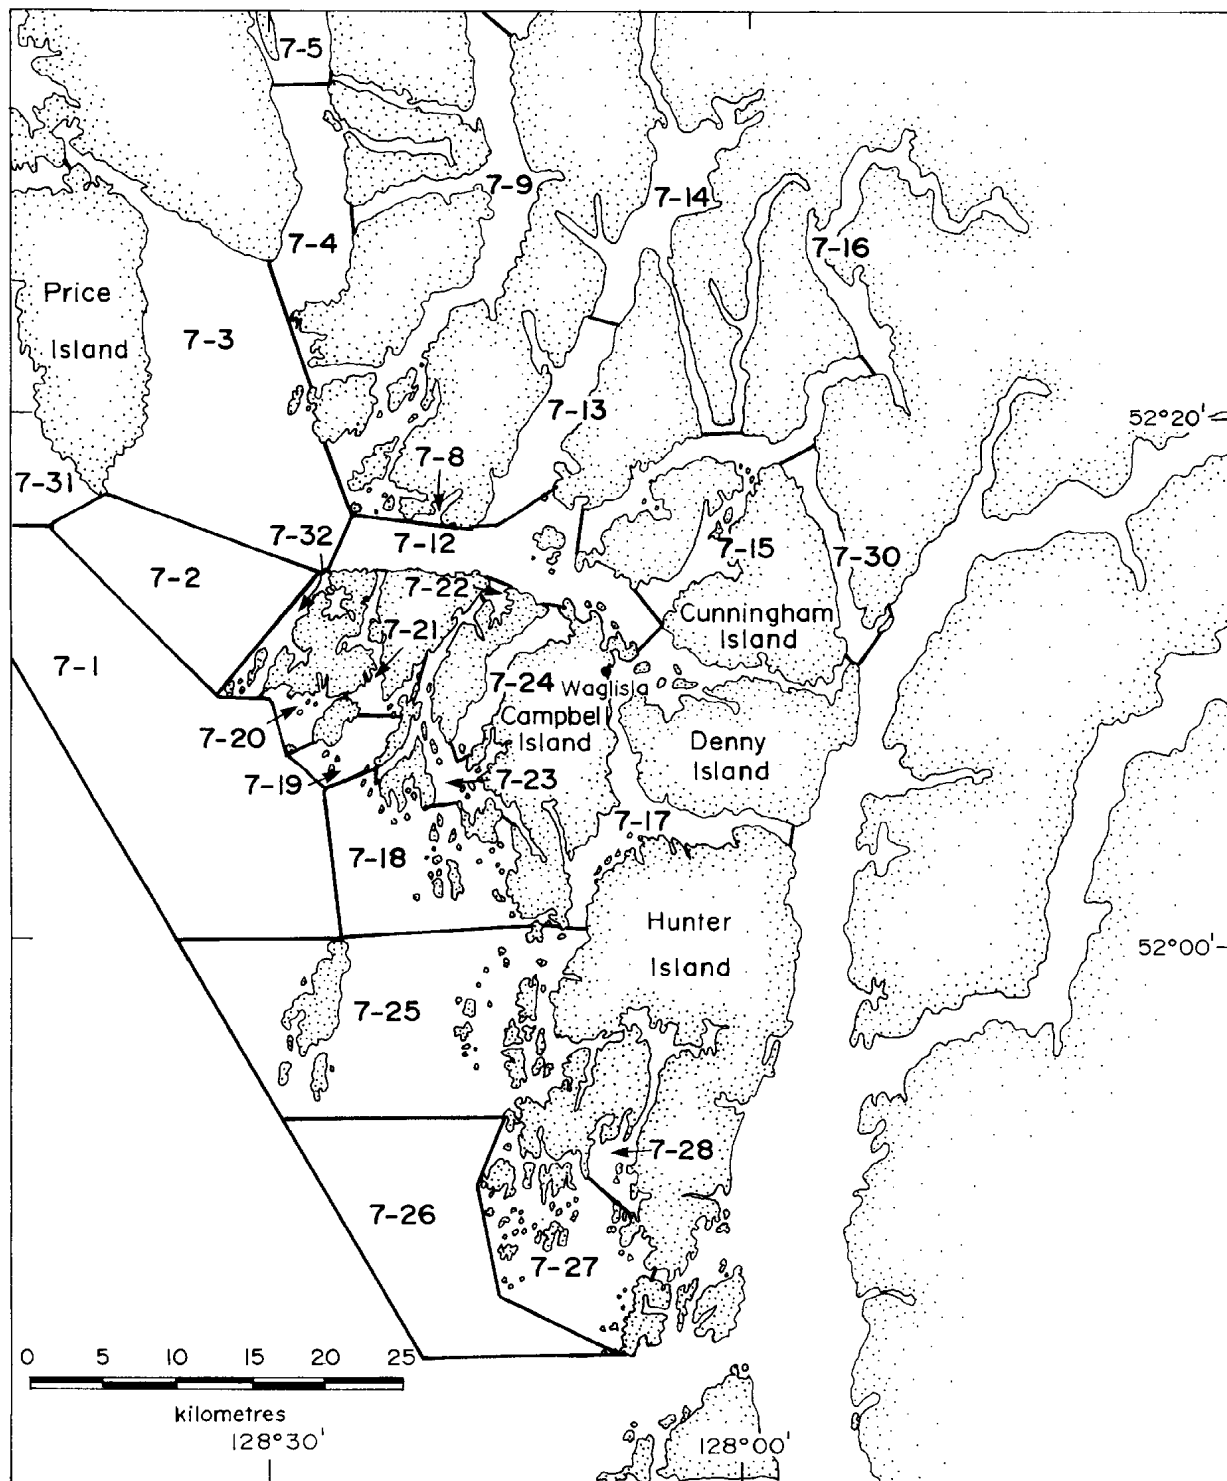 7-5
7-9
7-14
7-4
7-16
Price
Island
7-3
7-13
52°20'
7-8
7-31
7-32
7-12
7-15
7-2
7-30
7-22
Cunningham
Island
7-21
7-1
7-24
Waglisla
Campbell
Island
7-20
Denny
Island
7-19
7-23
7-17
7-18
Hunter
Island
52°00'
7-25
7-28
7-26
7-27
0 5 10 15 20 25
kilometres
128°30'
128°00'